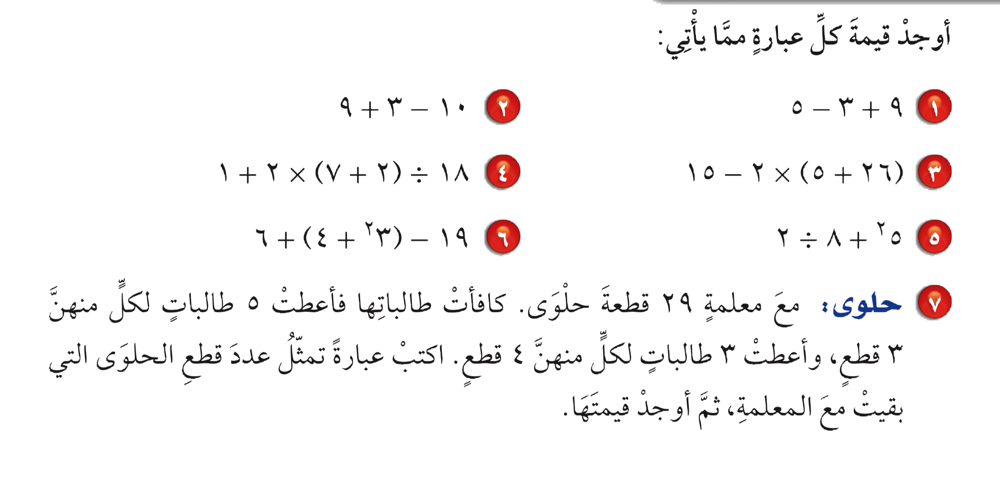 أوجدْ قيمةَ كلِّ عبارةٍ ممَّا يأْتِي:
١ ٩ + ٣ − ٥
٢ ١٠ − ٣ + ٩
٣ (٢٦ + ٥) × ٢ − ١٥
٤ ١٨ ÷ (٢ + ٧) × ٢ + ١
٥ ٥^٢ + ٨ ÷ ٢
٦ ١٩ − (٣^٢ + ٤) + ٦
٧ حلوى: معَ معلمةٍ ٢٩ قطعةَ حلْوَى. كافأتْ طالباتِها فأعطتْ ٥ طالباتٍ لكلٍّ منهنَّ
٣ قطعٍ، وأعطتْ ٣ طالباتٍ لكلٍّ منهنَّ ٤ قطعٍ. اكتبْ عبارةً تمثّلُ عددَ قطعِ الحلوَى التي
بقيتْ معَ المعلمةِ، ثمَّ أوجدْ قيمتَهَا.